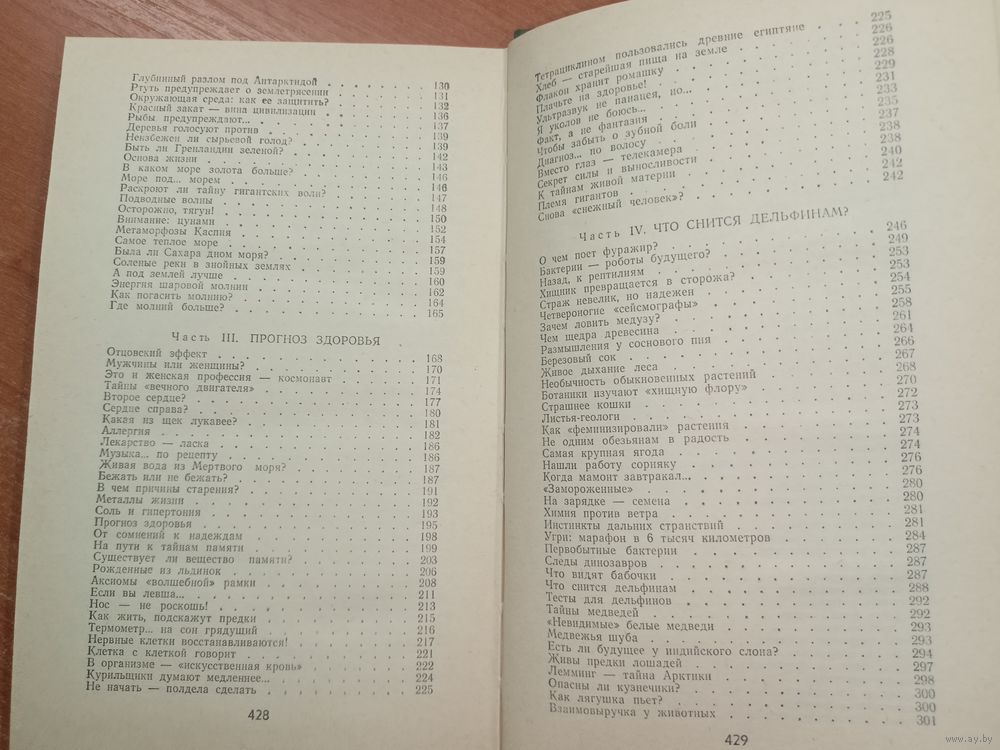 Глубинный разлом под Антарктидой . . . . . . 130
Ртуть предупреждает о землетрясении . . . . . . 131
Окружающая среда: как ее защитить? . . . . . . 132
Красный закат — вина цивилизации . . . . . . 136
Рыбы предупреждают... . . . . . . 137
Деревья голосуют против . . . . . . 139
Неизбежен ли сырьевой голод? . . . . . . 139
Быть ли Гренландии зеленой? . . . . . . 142
Основа жизни . . . . . . 143
В каком море золота больше? . . . . . . 146
Море под... морем . . . . . . 146
Раскроют ли тайну гигантских волн? . . . . . . 147
Подводные волны . . . . . . 148
Осторожно, тягун! . . . . . . 150
Внимание: цунами . . . . . . 152
Метаморфозы Каспия . . . . . . 154
Самое теплое море . . . . . . 157
Была ли Сахара дном моря? . . . . . . 159
Соленые реки в знойных землях . . . . . . 159
А под землей лучше . . . . . . 160
Энергия шаровой молнии . . . . . . 162
Как погасить молнию? . . . . . . 164
Где молний больше? . . . . . . 165
Часть III. ПРОГНОЗ ЗДОРОВЬЯ
Отцовский эффект . . . . . . 168
Мужчины или женщины? . . . . . . 170
Это и женская профессия — космонавт . . . . . . 171
Тайны «вечного двигателя» . . . . . . 174
Второе сердце? . . . . . . 177
Сердце справа? . . . . . . 180
Какая из щек лукавее? . . . . . . 181
Аллергия . . . . . . 182
Лекарство — ласка . . . . . . 186
Музыка... по рецепту . . . . . . 186
Живая вода из Мертвого моря? . . . . . . 187
Бежать или не бежать? . . . . . . 187
В чем причины старения? . . . . . . 191
Металлы жизни . . . . . . 192
Соль и гипертония . . . . . . 193
Прогноз здоровья . . . . . . 195
От сомнений к надеждам . . . . . . 198
На пути к тайнам памяти . . . . . . 199
Существует ли вещество памяти? . . . . . . 203
Рожденные из льдинок . . . . . . 206
Аксиомы «волшебной» рамки . . . . . . 208
Если вы левша... . . . . . . 211
Нос — не роскошь! . . . . . . 213
Как жить, подскажут предки . . . . . . 215
Термометр... на сон грядущий . . . . . . 216
Нервные клетки восстанавливаются! . . . . . . 217
Клетка с клеткой говорит . . . . . . 221
В организме — «искусственная кровь» . . . . . . 222
Курильщики думают медленнее... . . . . . . 224
Не начать — полдела сделать . . . . . . 225
428
Тетрациклином пользовались древние египтяне . . . 225
Хлеб — старейшая пища на земле . . . . . . 226
Флакон хранит ромашку . . . . . . 226
Плачьте на здоровье! . . . . . . 228
Ультразвук не панацея, но... . . . . . . 229
Я уколов не боюсь... . . . . . . 231
Факт, а не фантазия . . . . . . 233
Чтобы забыть о зубной боли . . . . . . 235
Диагноз... по волосу . . . . . . 237
Вместо глаз — телекамера . . . . . . 238
Секрет силы и выносливости . . . . . . 238
К тайнам живой материи . . . . . . 240
Племя гигантов . . . . . . 242
Снова «снежный человек»? . . . . . . 242
Часть IV. ЧТО СНИТСЯ ДЕЛЬФИНАМ?
О чем поет фуражир? . . . . . . 246
Бактерии — роботы будущего? . . . . . . 249
Назад, к рептилиям . . . . . . 253
Хищник превращается в сторожа? . . . . . . 253
Страж невелик, но надежен . . . . . . 254
Четвероногие «сейсмографы» . . . . . . 255
Зачем ловить медузу? . . . . . . 258
Чем щедра древесина . . . . . . 261
Размышления у соснового пня . . . . . . 264
Березовый сок . . . . . . 266
Живое дыхание леса . . . . . . 267
Необычность обыкновенных растений . . . . . . 268
Ботаники изучают «хищную флору» . . . . . . 270
Страшнее кошки . . . . . . 272
Листья-геологи . . . . . . 273
Как «феминизировали» растения . . . . . . 273
Не одним обезьянам в радость . . . . . . 274
Самая крупная ягода . . . . . . 274
Нашли работу сорняку . . . . . . 276
Когда мамонт завтракал... . . . . . . 276
«Замороженные» . . . . . . 280
На зарядке — семена . . . . . . 280
Химия против ветра . . . . . . 281
Инстинкты дальних странствий . . . . . . 281
Угри: марафон в 6 тысяч километров . . . . . . 284
Первобытные бактерии . . . . . . 287
Следы динозавров . . . . . . 287
Что видят бабочки . . . . . . 287
Что снится дельфинам . . . . . . 288
Тесты для дельфинов . . . . . . 292
Тайны медведей . . . . . . 292
«Невидимые» белые медведи . . . . . . 293
Медвежья шуба . . . . . . 293
Есть ли будущее у индийского слона? . . . . . . 294
Живы предки лошадей . . . . . . 297
Лемминг — тайна Арктики . . . . . . 298
Опасны ли кузнечики? . . . . . . 300
Как лягушка пьет? . . . . . . 300
Взаимовыручка у животных . . . . . . 301
429
www.ay.by